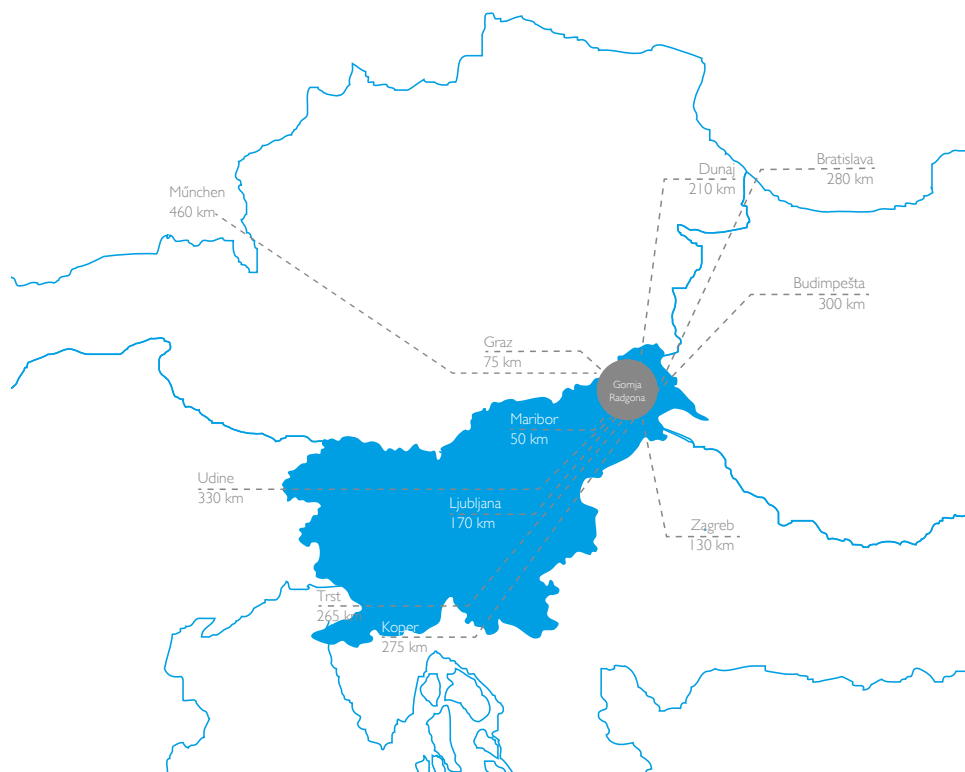 Dunaj
210 km
Bratislava
280 km
Műnchen
460 km
Budimpešta
300 km
Graz
75 km
Gornja
Radgona
Maribor
50 km
Udine
330 km
Ljubljana
170 km
Zagreb
130 km
Trst
265 km
Koper
275 km